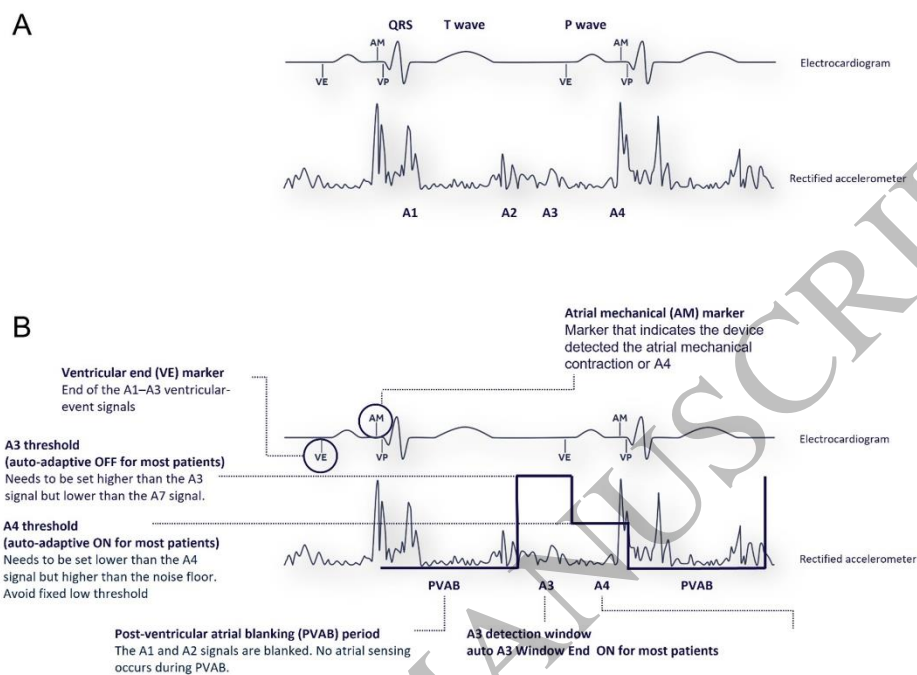 A
QRS T wave P wave
AM AM
Electrocardiogram
VE VP VE VP
Rectified accelerometer
A1 A2 A3 A4
B
Atrial mechanical (AM) marker
Marker that indicates the device
detected the atrial mechanical
contraction or A4
Ventricular end (VE) marker
End of the A1–A3 ventricular-
event signals
AM AM
Electrocardiogram
VE VP VE VP
A3 threshold
(auto-adaptive OFF for most patients)
Needs to be set higher than the A3
signal but lower than the A7 signal.
A4 threshold
(auto-adaptive ON for most patients)
Needs to be set lower than the A4
signal but higher than the noise floor.
Avoid fixed low threshold
Rectified accelerometer
PVAB A3 A4 PVAB
Post-ventricular atrial blanking (PVAB) period
The A1 and A2 signals are blanked. No atrial sensing
occurs during PVAB.
A3 detection window
auto A3 Window End ON for most patients
MANUSCRI